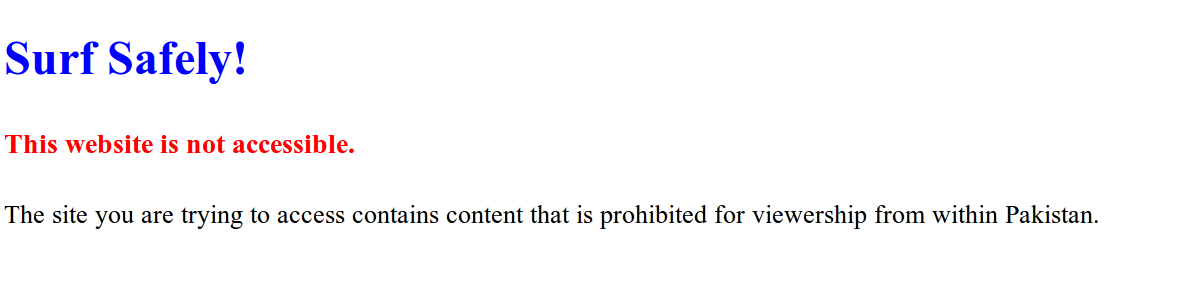 Surf Safely!
This website is not accessible.
The site you are trying to access contains content that is prohibited for viewership from within Pakistan.